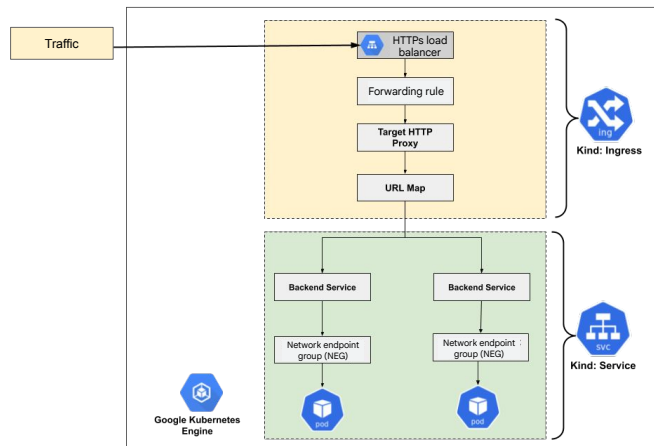 Traffic
HTTPs load
balancer
Forwarding rule
Target HTTP
Proxy
URL Map
ing
Kind: Ingress
Backend Service
Backend Service
Network endpoint
group (NEG)
Network endpoint :
group (NEG)
svc
Kind: Service
pod
pod
Google Kubernetes
Engine